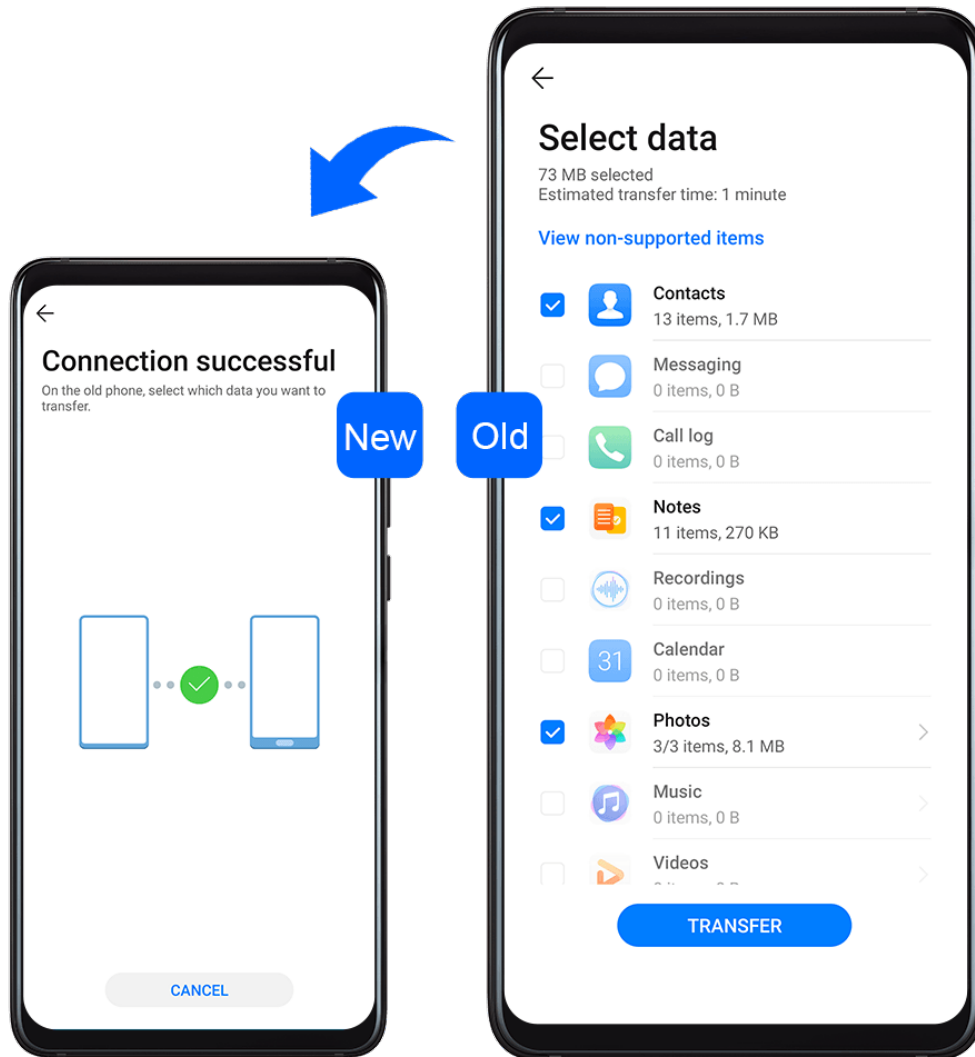 Connection successful
On the old phone, select which data you want to
transfer.
CANCEL
New
Old
Select data
73 MB selected
Estimated transfer time: 1 minute
View non-supported items
Contacts
13 items, 1.7 MB
Messaging
0 items, 0 B
Call log
0 items, 0 B
Notes
11 items, 270 KB
Recordings
0 items, 0 B
31
Calendar
0 items, 0 B
Photos
3/3 items, 8.1 MB
Music
0 items, 0 B
Videos
TRANSFER